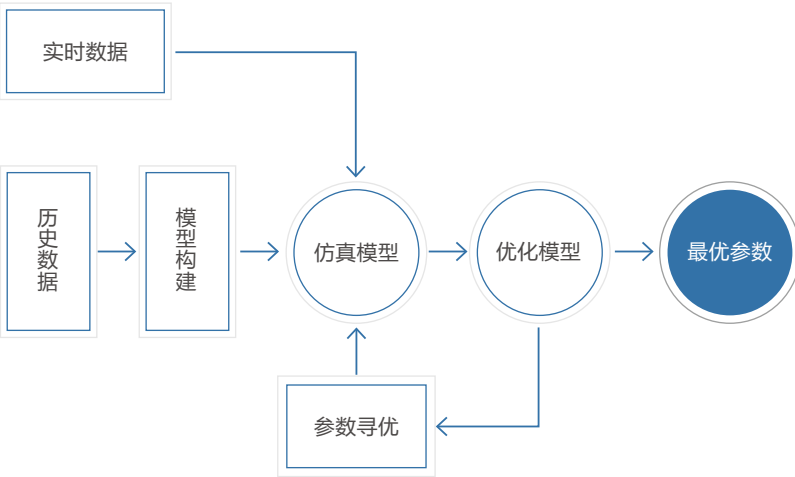 实时数据
历史数据
模型构建
仿真模型
优化模型
最优参数
参数寻优